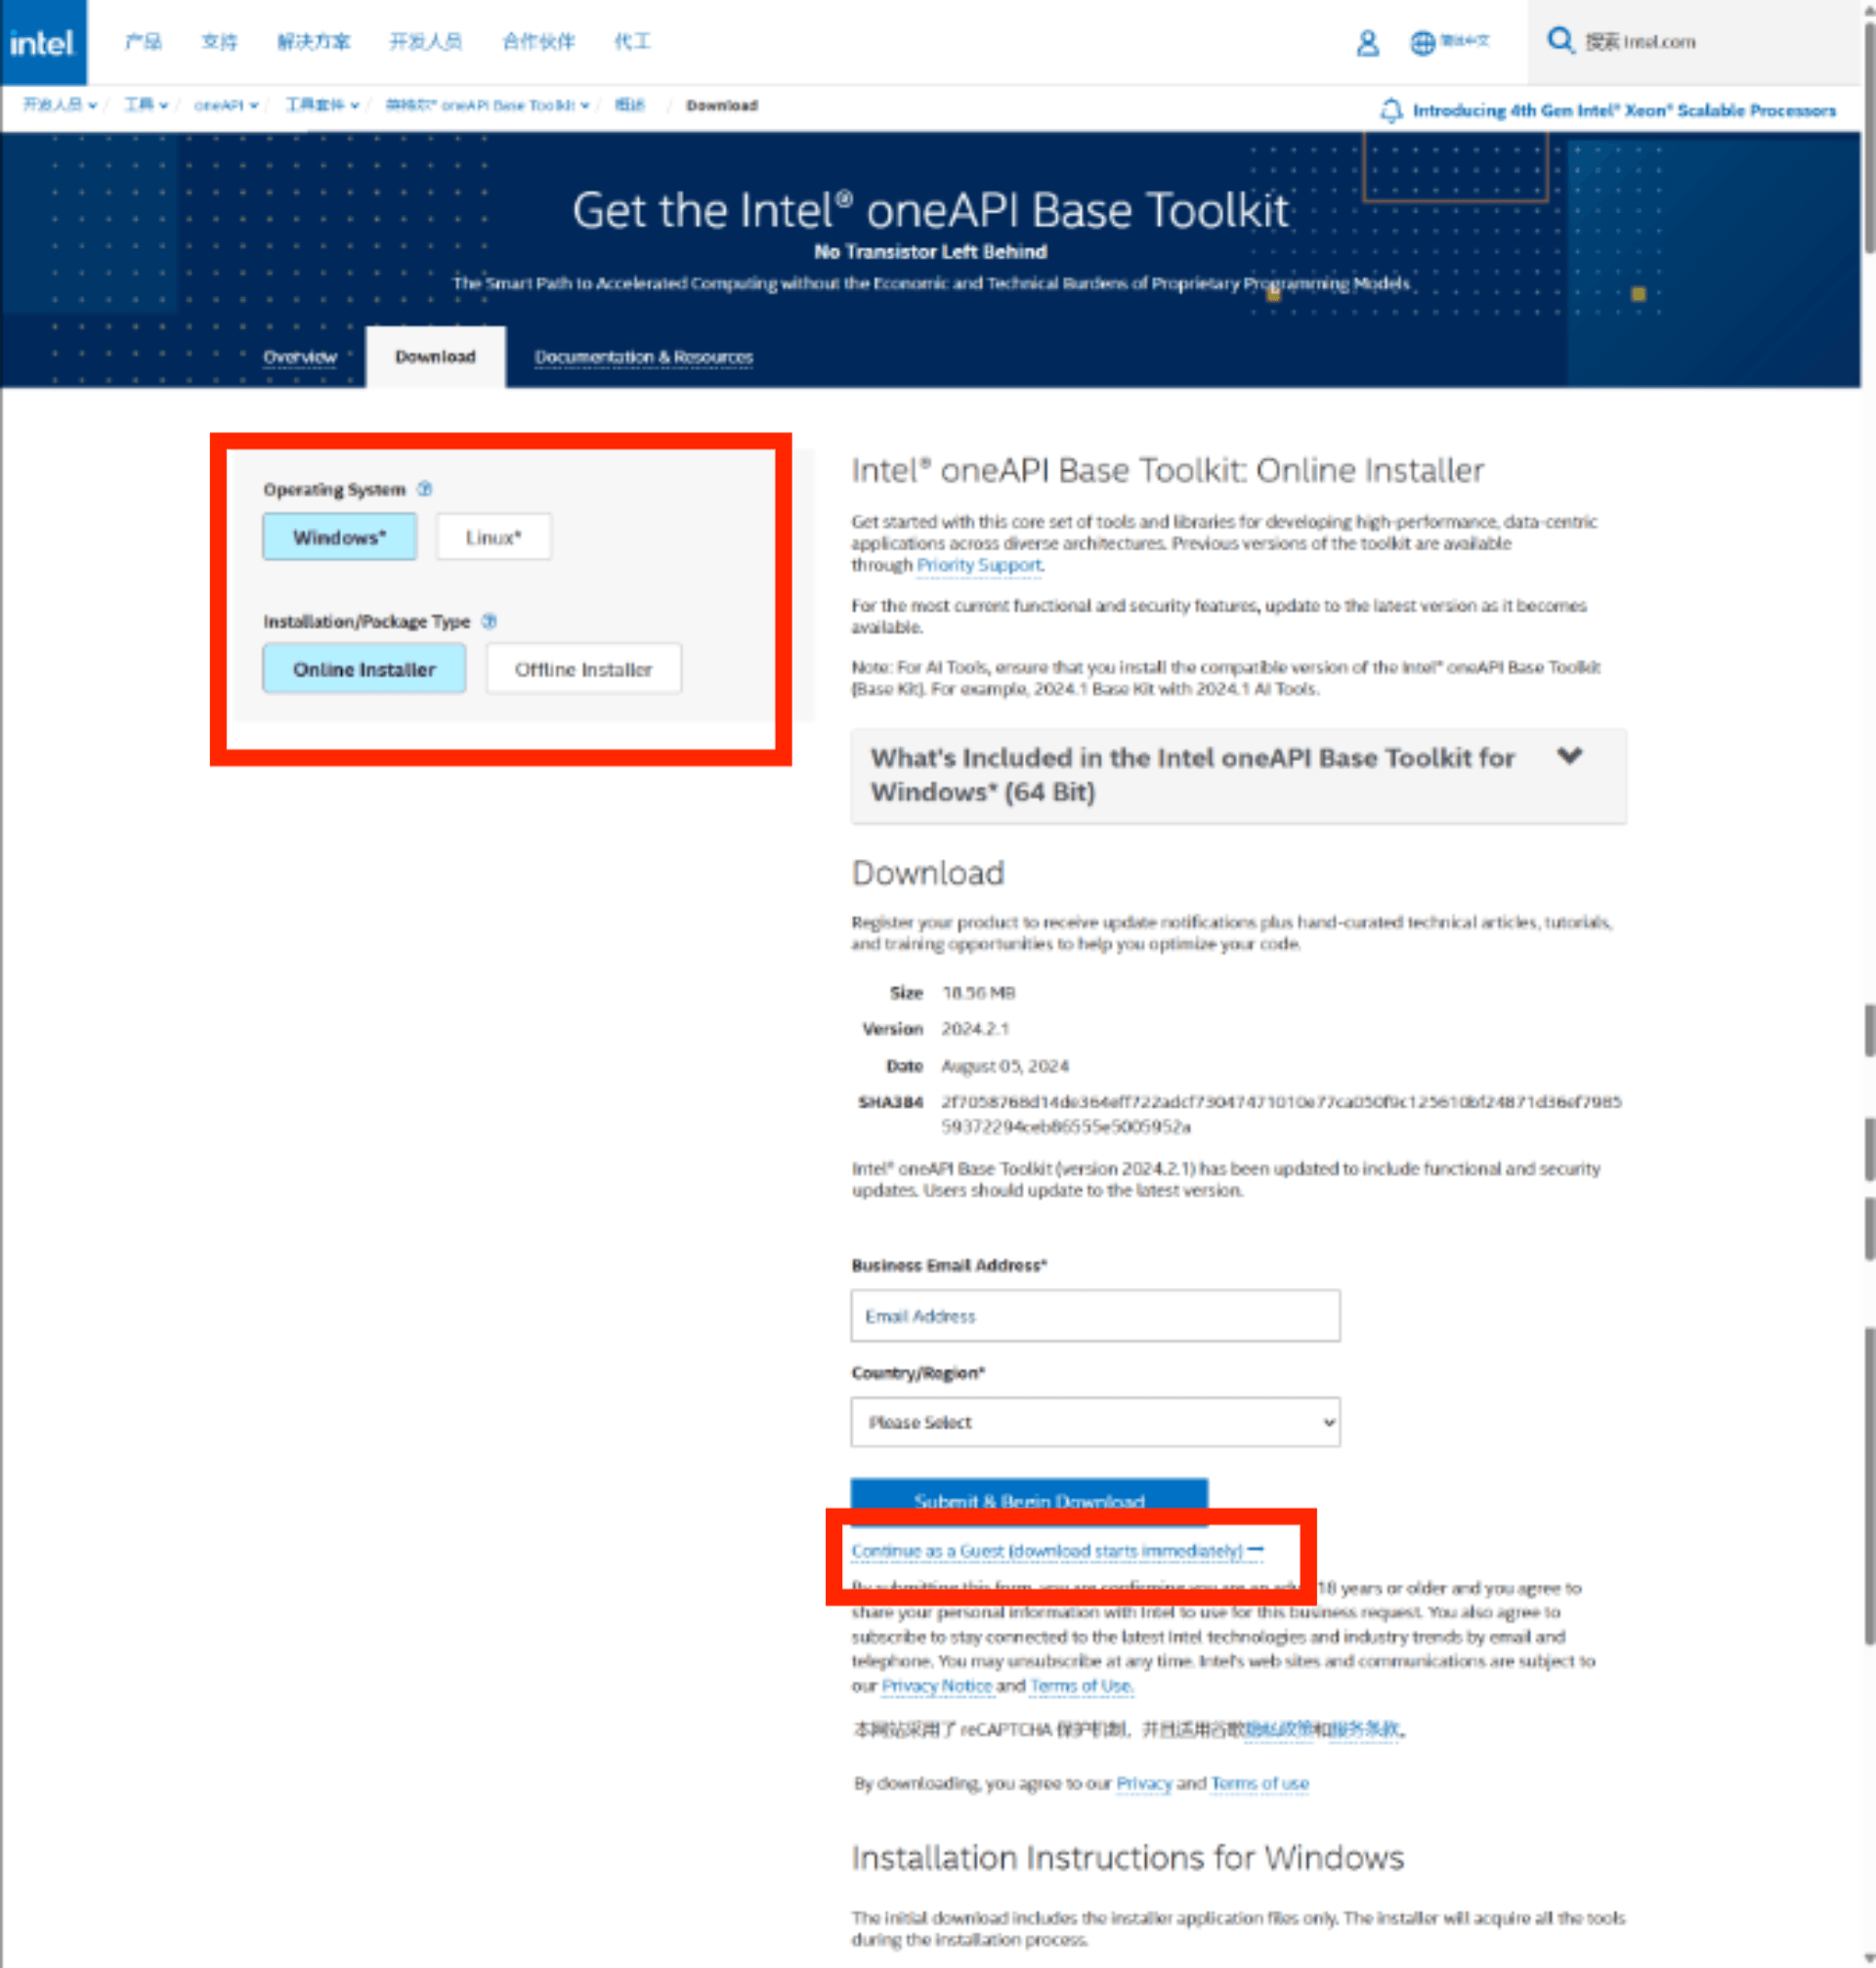 intel
产品 支持 解决方案 开发人员 合作伙伴 代工
简体中文
搜索 Intel.com
开发人员 / 工具 / oneAPI / 工具套件 / 英特尔® oneAPI Base Toolkit / 概述 / Download
Introducing 4th Gen Intel® Xeon® Scalable Processors
Get the Intel® oneAPI Base Toolkit
No Transistor Left Behind
The Smart Path to Accelerated Computing without the Economic and Technical Burdens of Proprietary Programming Models
Overview Download Documentation & Resources
Operating System
Windows* Linux*
Installation/Package Type
Online Installer Offline Installer
Intel® oneAPI Base Toolkit: Online Installer
Get started with this core set of tools and libraries for developing high-performance, data-centric
applications across diverse architectures. Previous versions of the toolkit are available
through Priority Support.
For the most current functional and security features, update to the latest version as it becomes
available.
Note: For AI Tools, ensure that you install the compatible version of the Intel® oneAPI Base Toolkit
(Base Kit). For example, 2024.1 Base Kit with 2024.1 AI Tools.
What's Included in the Intel oneAPI Base Toolkit for
Windows* (64 Bit)
Download
Register your product to receive update notifications plus hand-curated technical articles, tutorials,
and training opportunities to help you optimize your code.
Size 18.56 MB
Version 2024.2.1
Date August 05, 2024
SHA384
59372294ceb86555e5005952a
Intel® oneAPI Base Toolkit (version 2024.2.1) has been updated to include functional and security
updates. Users should update to the latest version.
Business Email Address*
Email Address
Country/Region*
Please Select
Submit & Begin Download
Continue as a Guest (download starts immediately) →
By submitting this form, you are confirming you are an adult 18 years or older and you agree to
share your personal information with Intel to use for this business request. You also agree to
subscribe to stay connected to the latest Intel technologies and industry trends by email and
telephone. You may unsubscribe at any time. Intel's web sites and communications are subject to
our Privacy Notice and Terms of Use.
本网站采用了 reCAPTCHA 保护机制，并且适用谷歌隐私政策和服务条款。
By downloading, you agree to our Privacy and Terms of use
Installation Instructions for Windows
The initial download includes the installer application files only. The installer will acquire all the tools
during the installation process.